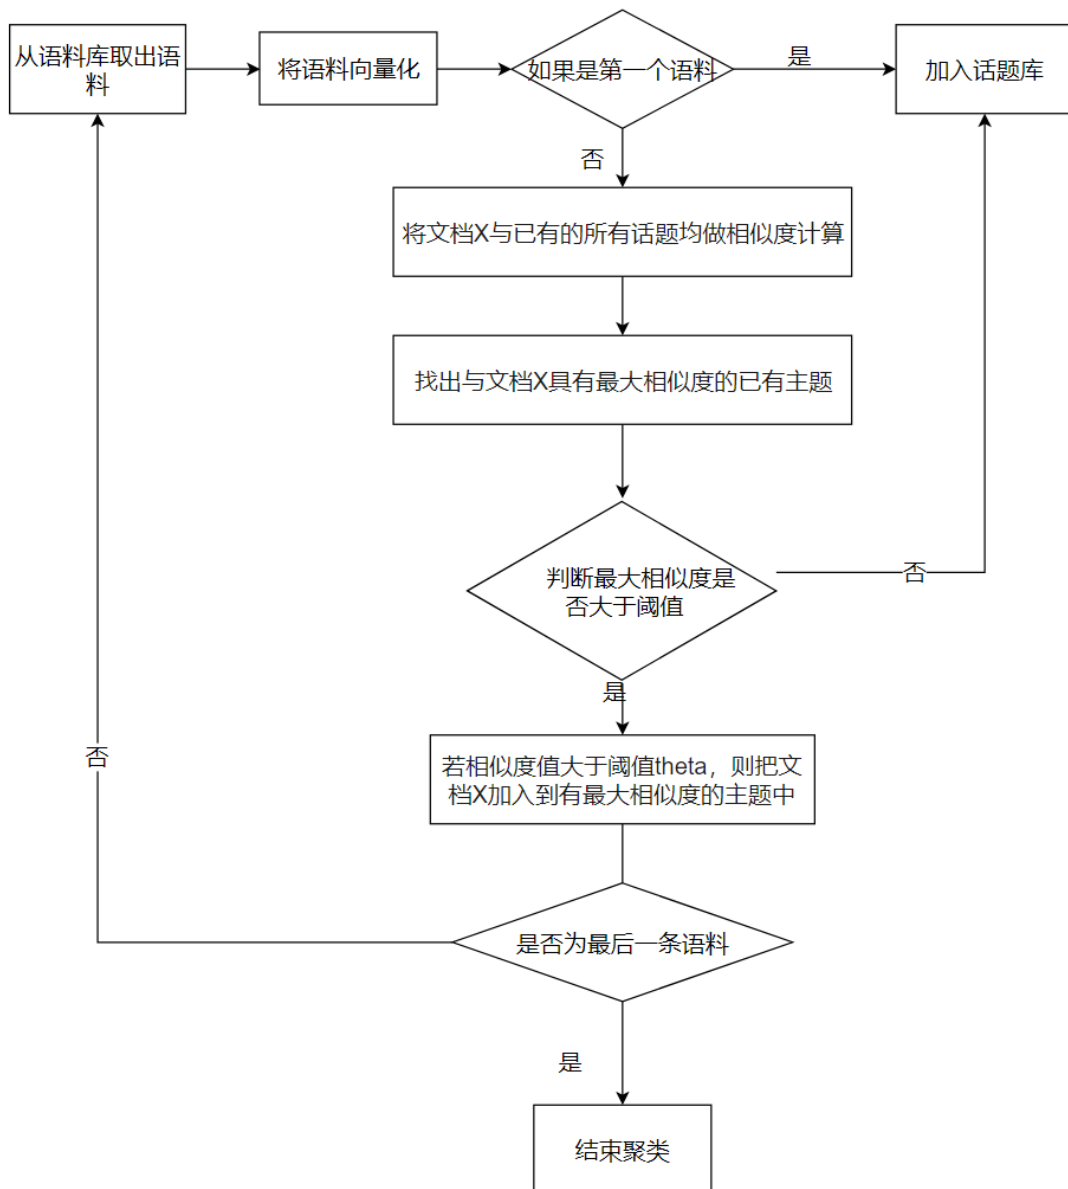 从语料库取出语
料
将语料向量化
如果是第一个语料
是
加入话题库
否
将文档X与已有的所有话题均做相似度计算
找出与文档X具有最大相似度的已有主题
判断最大相似度是
否大于阈值
否
是
若相似度值大于阈值theta，则把文
档X加入到有最大相似度的主题中
否
是否为最后一条语料
是
结束聚类